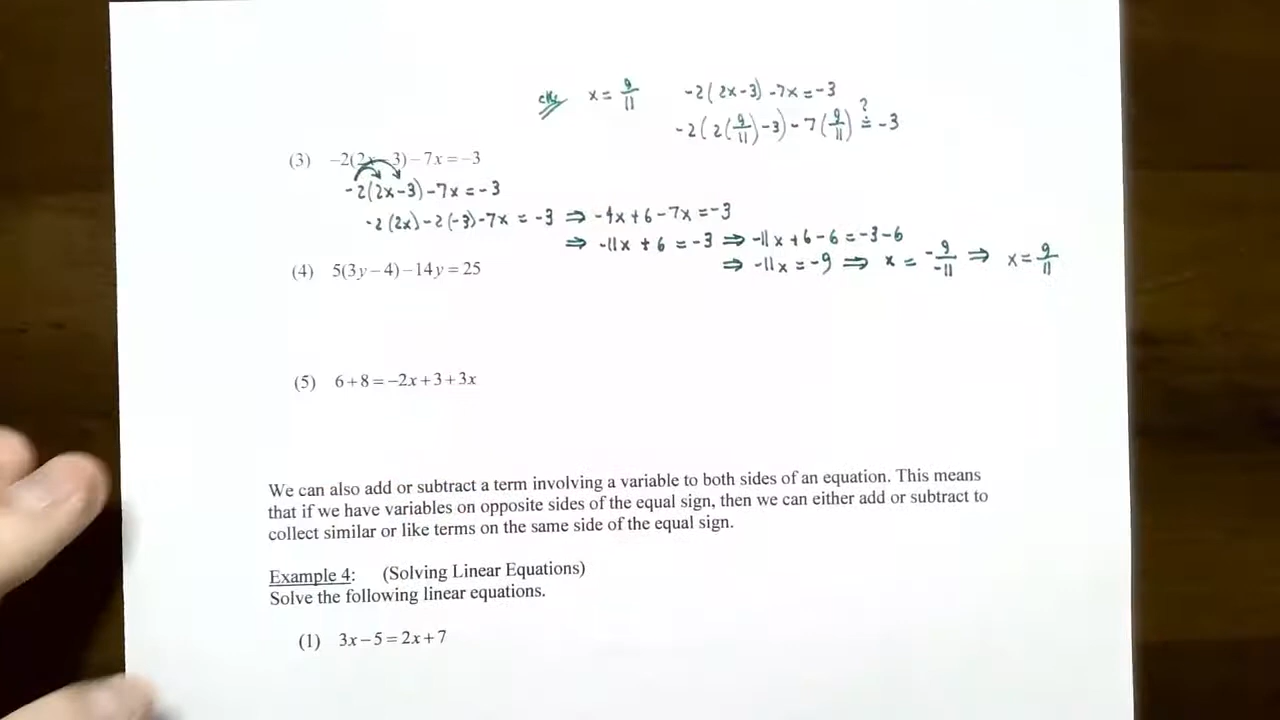 ck x = 9/11 -2(2x-3) -7x = -3
-2(2(9/11)-3) - 7(9/11) ?= -3
(3) -2(2x-3)-7x=-3
-2(2x-3)-7x = -3
-2(2x)-2(-3)-7x = -3 ⇒ -4x+6-7x = -3
⇒ -11x + 6 = -3 ⇒ -11x+6-6 = -3-6
(4) 5(3y-4)-14y=25 ⇒ -11x = -9 ⇒ x = -9/-11 ⇒ x = 9/11
(5) 6+8=-2x+3+3x
We can also add or subtract a term involving a variable to both sides of an equation. This means
that if we have variables on opposite sides of the equal sign, then we can either add or subtract to
collect similar or like terms on the same side of the equal sign.
Example 4: (Solving Linear Equations)
Solve the following linear equations.
(1) 3x-5=2x+7